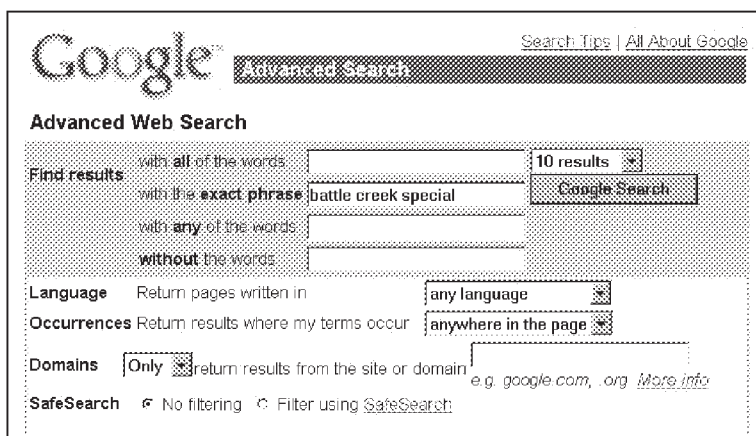 Google™ Search Tips | All About Google
Advanced Search
Advanced Web Search
Find results with all of the words 10 results
with the exact phrase battle creek special Google Search
with any of the words
without the words
Language Return pages written in any language
Occurrences Return results where my terms occur anywhere in the page
Domains Only return results from the site or domain
e.g. google.com, .org More info
SafeSearch No filtering Filter using SafeSearch